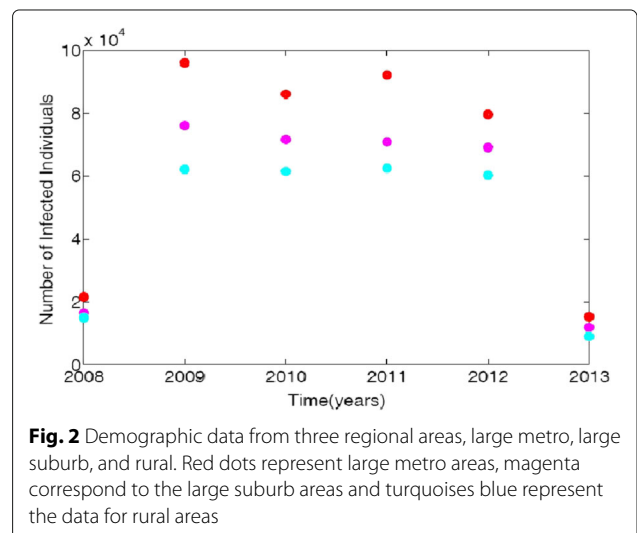 10 x 10^4
8
6
4
2
0
Number of Infected Individuals
2008 2009 2010 2011 2012 2013
Time(years)
Fig. 2 Demographic data from three regional areas, large metro, large
suburb, and rural. Red dots represent large metro areas, magenta
correspond to the large suburb areas and turquoises blue represent
the data for rural areas